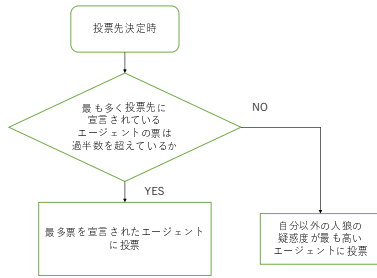 投票先決定時
最も多く投票先に
宣言されている
エージェントの票は
過半数を超えているか
NO
YES
最多票を宣言されたエージェント
に投票
自分以外の人狼の
疑惑度が最も高い
エージェントに投票